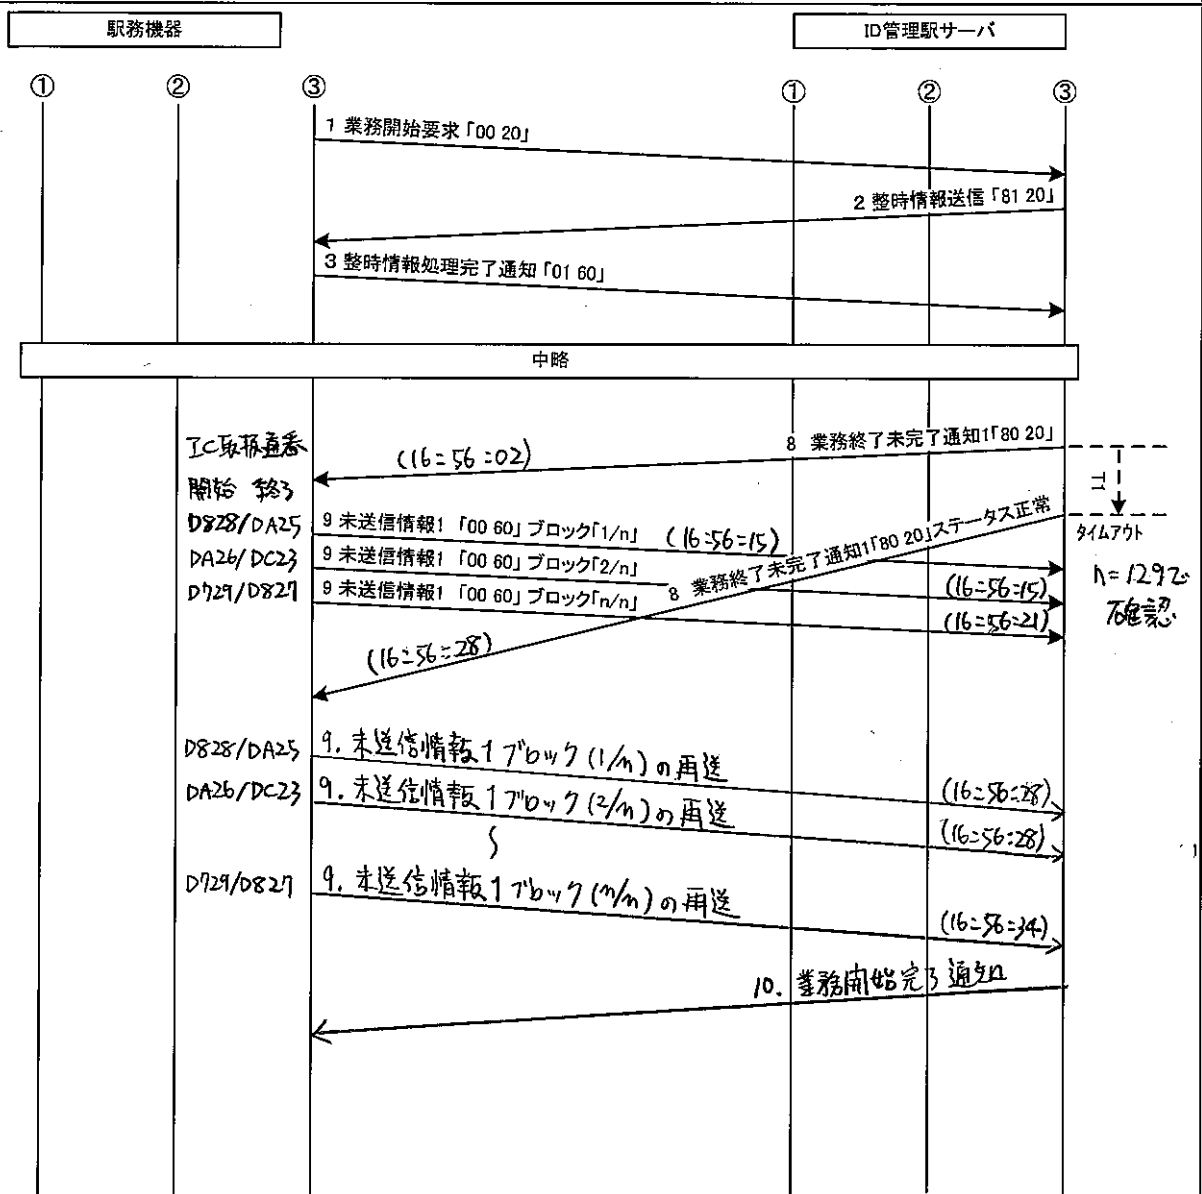 駅務機器
ID管理駅サーバ
① ② ③
① ② ③
1 業務開始要求「00 20」
2 整時情報送信「81 20」
3 整時情報処理完了通知「01 60」
中略
8 業務終了未完了通知1「80 20」
IC取扱通番
(16:56:02)
開始 終了
T1
タイムアウト
D828/DA25
9 未送信情報1 「00 60」ブロック「1/n」
(16:56:15)
8 業務終了未完了通知1「80 20」ステータス正常
DA26/DC23
9 未送信情報1 「00 60」ブロック「2/n」
(16:56:15)
n=129で
確認
D729/D827
9 未送信情報1 「00 60」ブロック「n/n」
(16:56:21)
(16:56:28)
D828/DA25
9. 未送信情報1ブロック(1/n)の再送
(16:56:28)
DA26/DC23
9. 未送信情報1ブロック(2/n)の再送
(16:56:28)
D729/D827
9. 未送信情報1ブロック(n/n)の再送
(16:56:34)
10. 業務開始完了通知